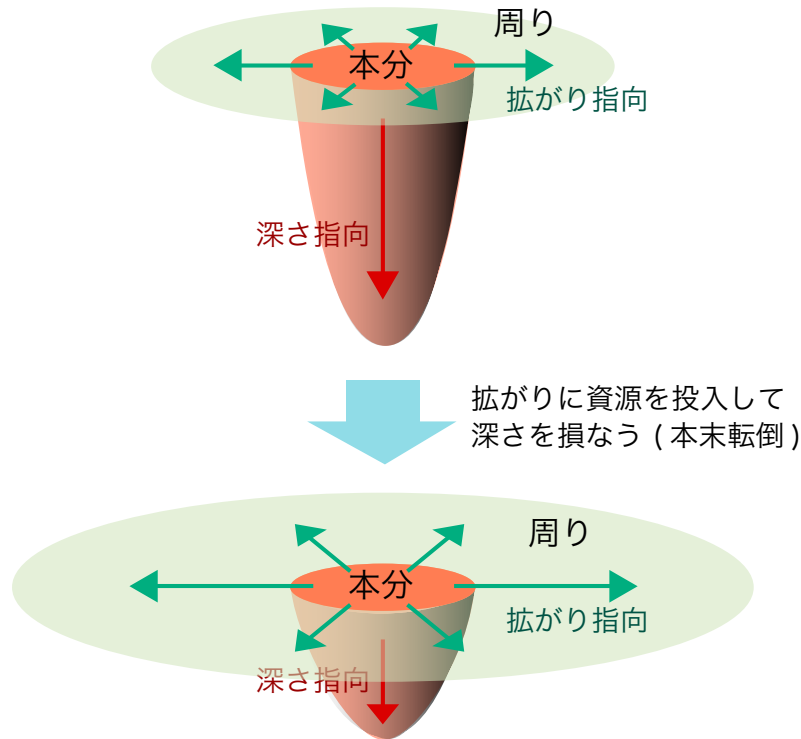 周り
本分
拡がり指向
深さ指向
拡がりに資源を投入して
深さを損なう (本末転倒)
周り
本分
拡がり指向
深さ指向